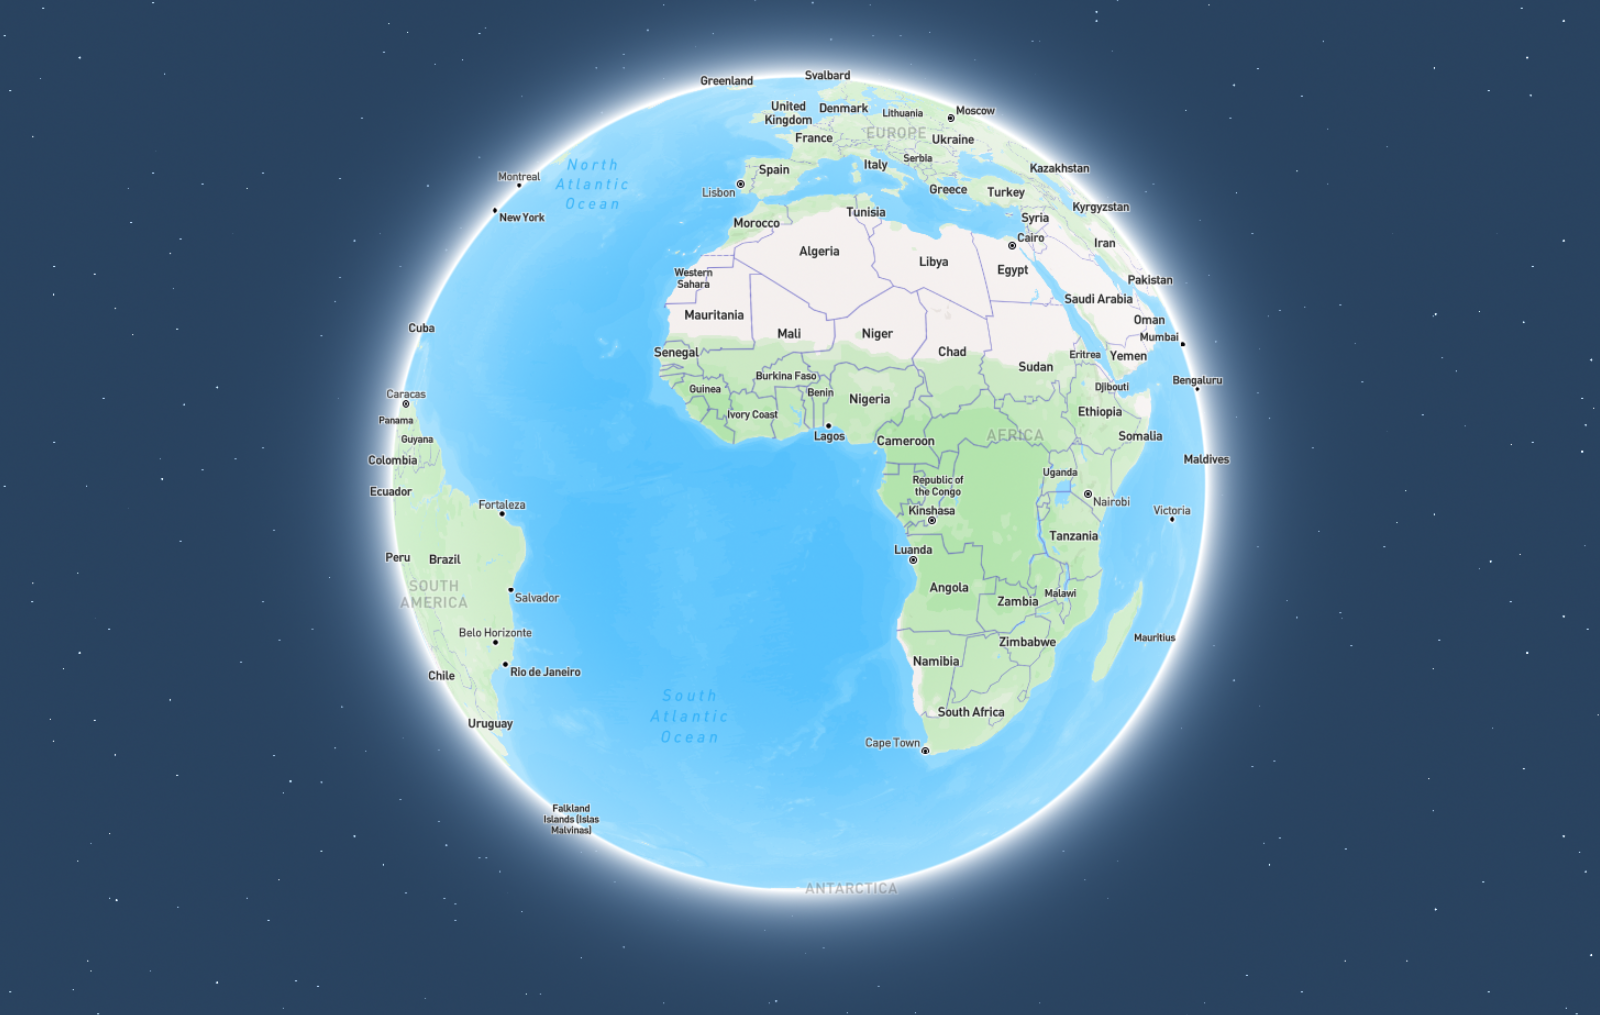 Svalbard
Greenland
United
Kingdom
Denmark
Lithuania
Moscow
EUROPE
France
Ukraine
Serbia
Italy
Spain
Kazakhstan
Montreal
North
Atlantic
Ocean
Lisbon
Greece
Turkey
Kyrgyzstan
New York
Tunisia
Syria
Morocco
Cairo
Iran
Algeria
Libya
Egypt
Western
Sahara
Pakistan
Saudi Arabia
Mauritania
Oman
Cuba
Mali
Niger
Mumbai
Senegal
Chad
Eritrea
Yemen
Sudan
Burkina Faso
Bengaluru
Guinea
Benin
Djibouti
Caracas
Nigeria
Ivory Coast
Ethiopia
Panama
Lagos
Cameroon
AFRICA
Somalia
Guyana
Colombia
Maldives
Uganda
Republic of
the Congo
Ecuador
Nairobi
Fortaleza
Kinshasa
Victoria
Tanzania
Luanda
Peru
Brazil
SOUTH
AMERICA
Angola
Malawi
Zambia
Salvador
Belo Horizonte
Mauritius
Zimbabwe
Namibia
Rio de Janeiro
Chile
South
Atlantic
Ocean
South Africa
Uruguay
Cape Town
Falkland
Islands (Islas
Malvinas)
ANTARCTICA